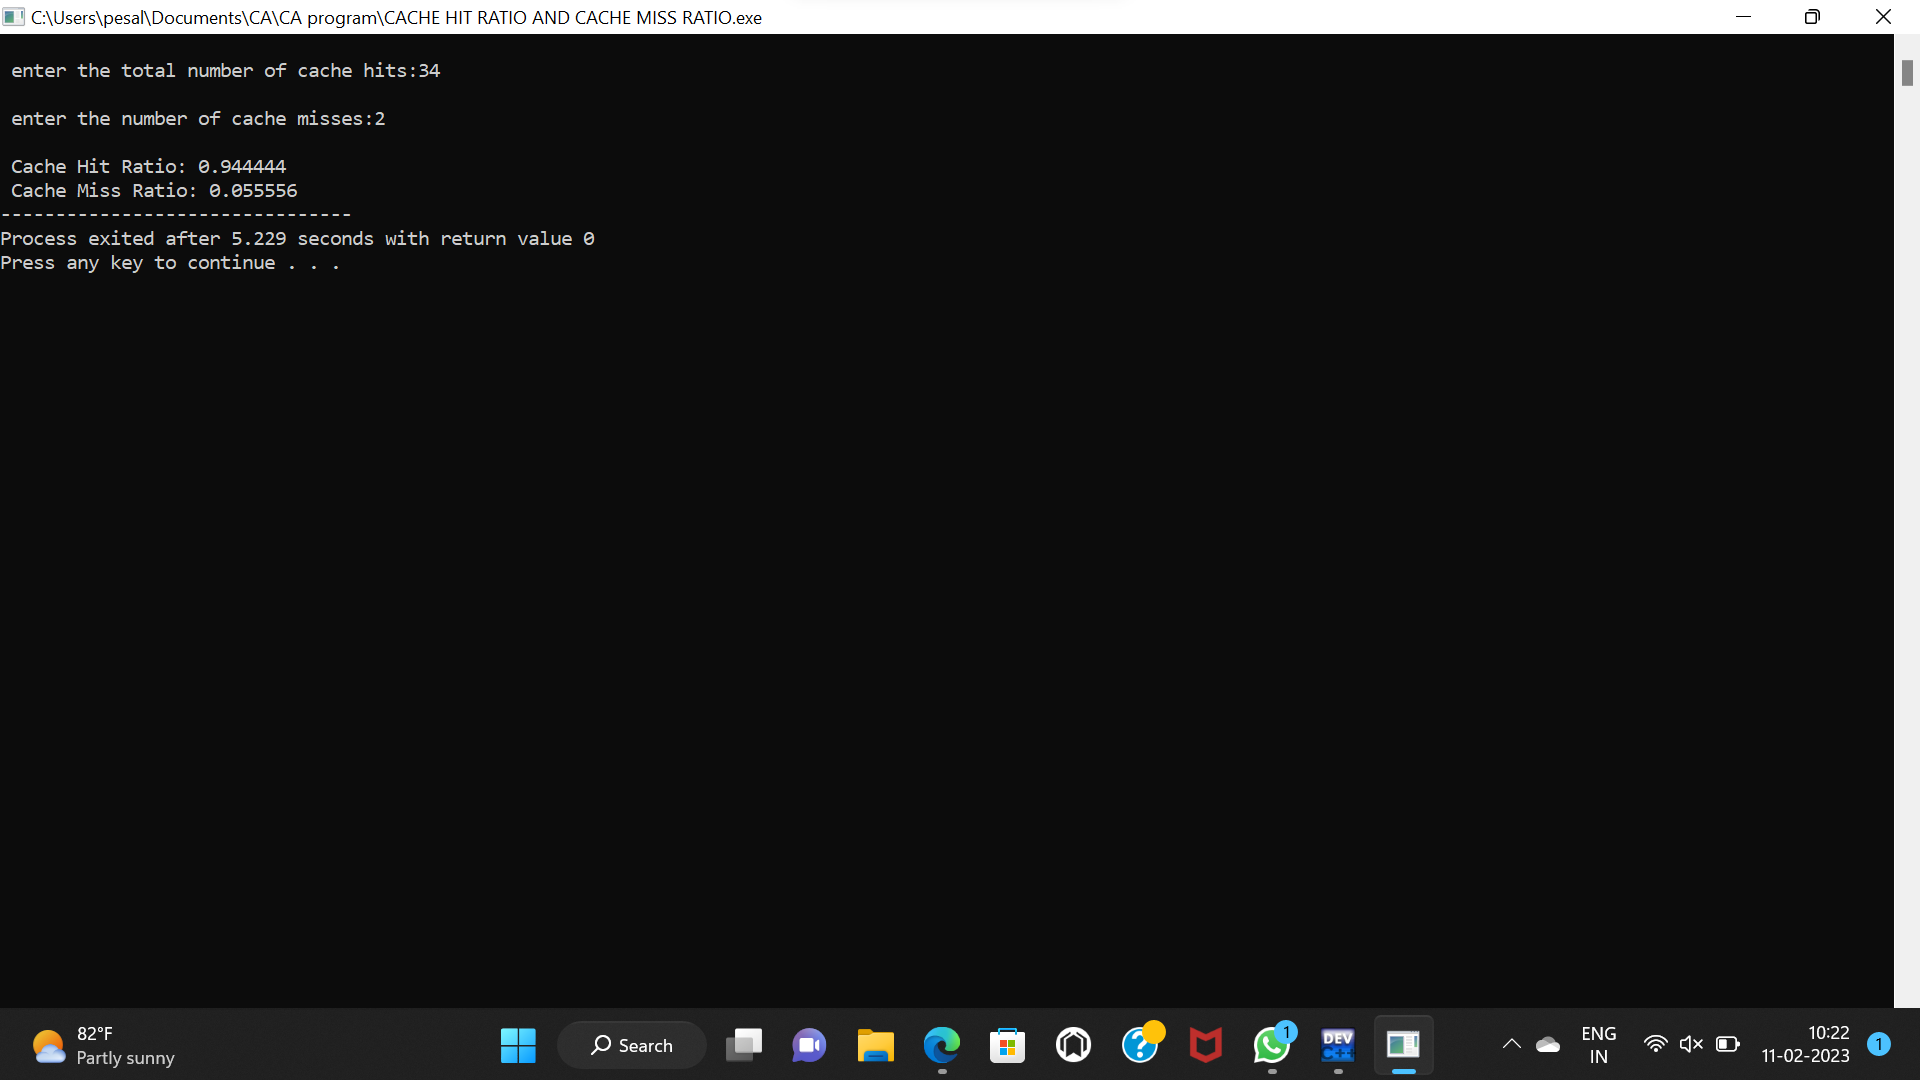 C:\Users\pesal\Documents\CA\CA program\CACHE HIT RATIO AND CACHE MISS RATIO.exe
enter the total number of cache hits:34
enter the number of cache misses:2
Cache Hit Ratio: 0.944444
Cache Miss Ratio: 0.055556
--------------------------------
Process exited after 5.229 seconds with return value 0
Press any key to continue . . .
82°F
Partly sunny
Search
1
DEV
C++
ENG
IN
10:22
11-02-2023
1